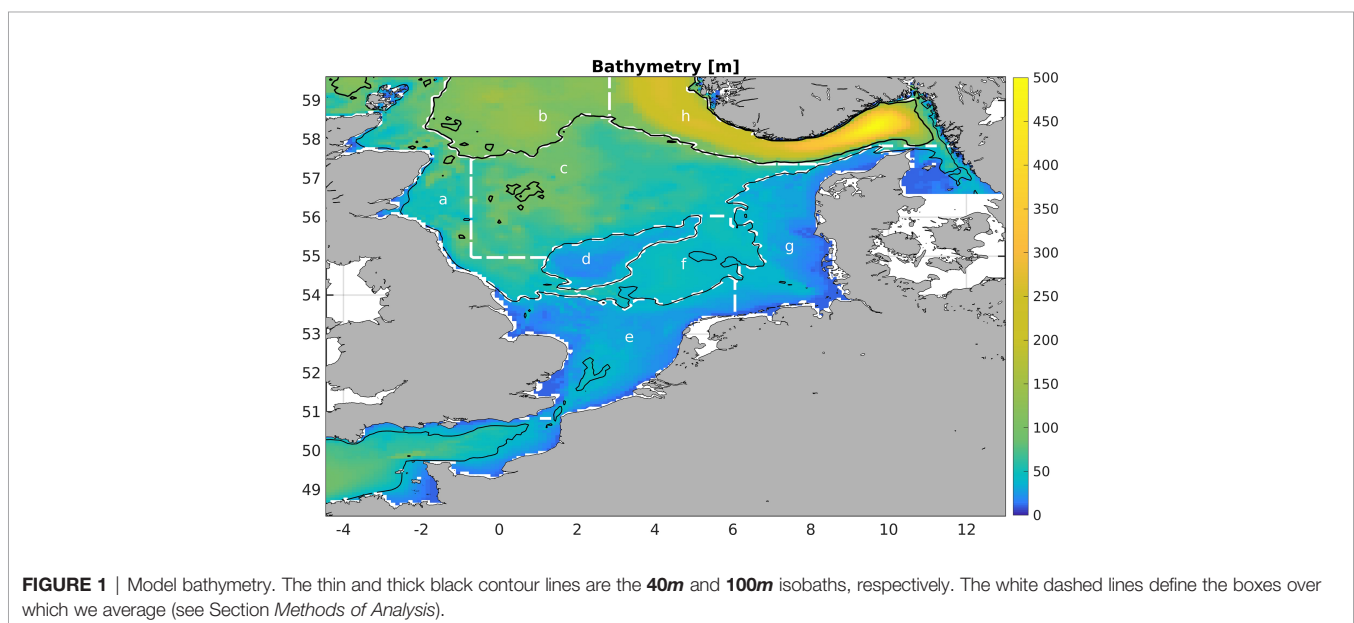 Bathymetry [m]
59
58
57
56
55
54
53
52
51
50
49
-4 -2 0 2 4 6 8 10 12
b
h
c
a
d
f
g
e
500
450
400
350
300
250
200
150
100
50
0
FIGURE 1 | Model bathymetry. The thin and thick black contour lines are the 40m and 100m isobaths, respectively. The white dashed lines define the boxes over
which we average (see Section Methods of Analysis).